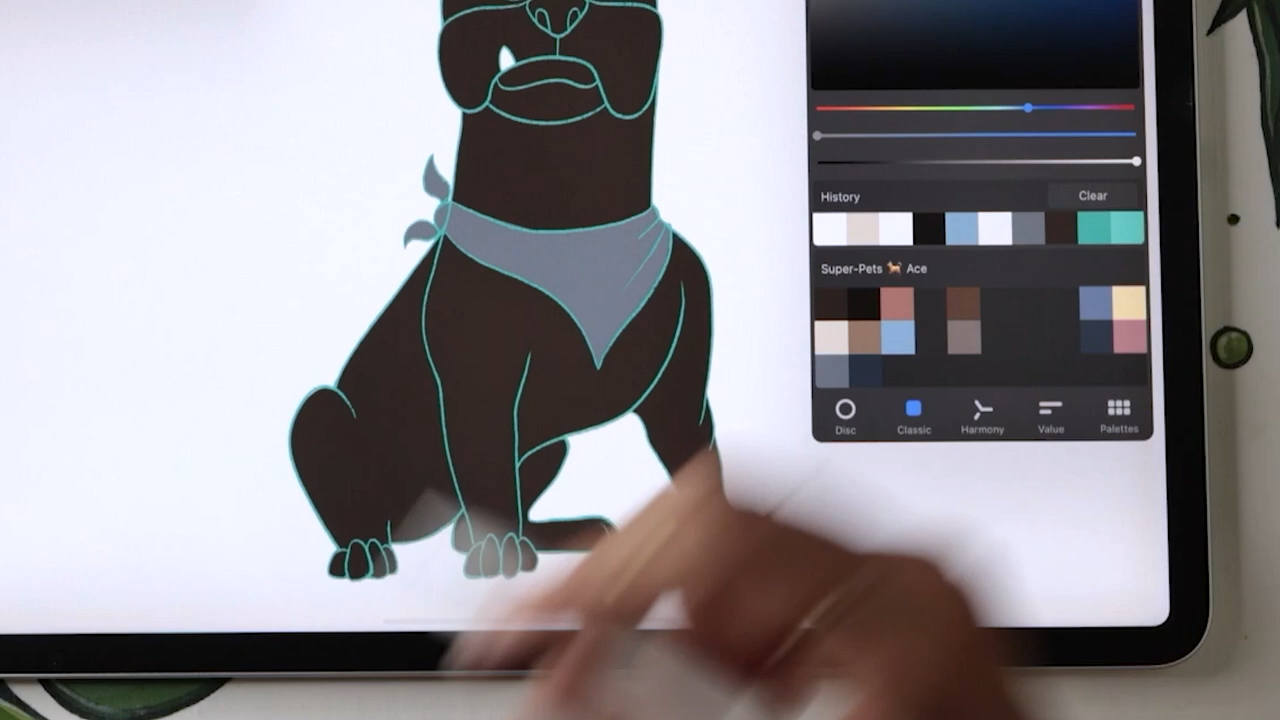 History Clear
Super-Pets 🐕 Ace
Disc Classic Harmony Value Palettes